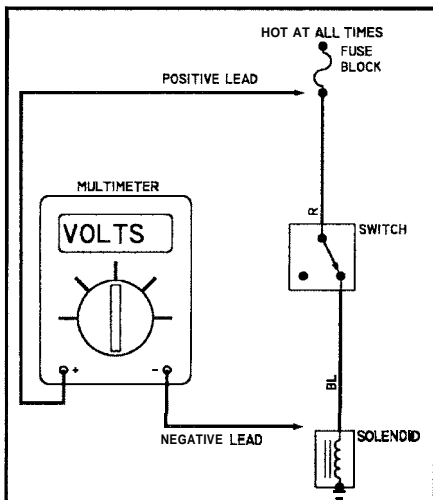 HOT AT ALL TIMES
FUSE
BLOCK
POSITIVE LEAD
MULTIMETER
VOLTS
R
SWITCH
+
-
BL
NEGATIVE LEAD
SOLENOID